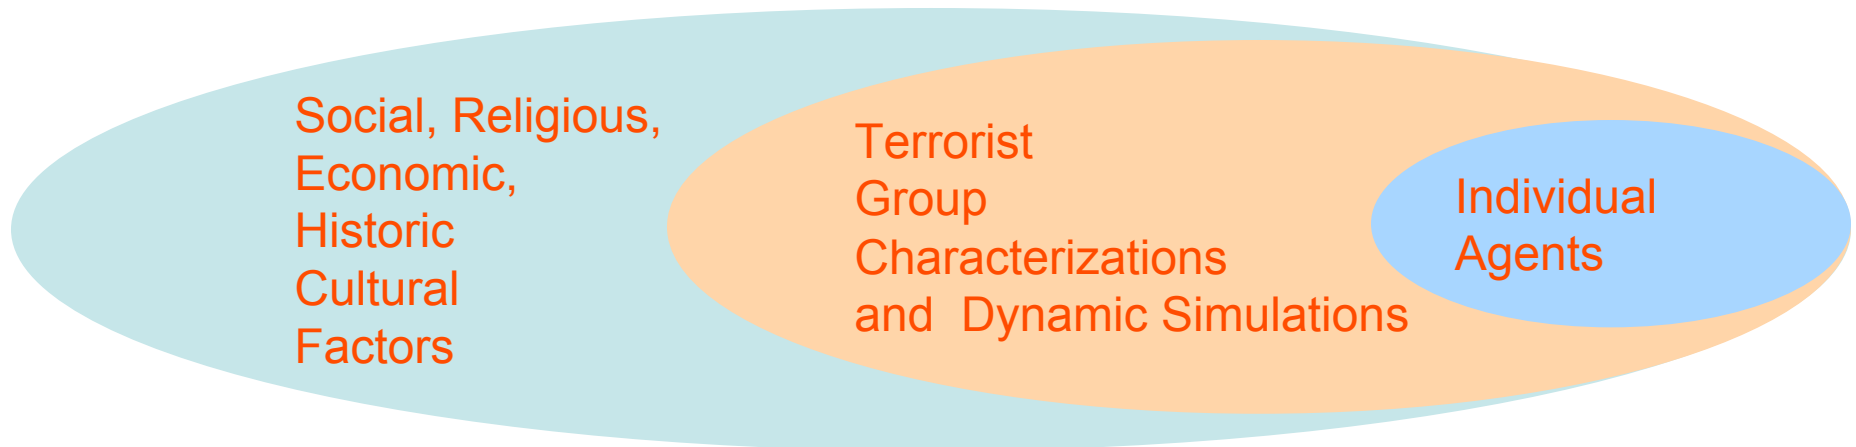 Social, Religious,
Economic,
Historic
Cultural
Factors
Terrorist
Group
Characterizations
and  Dynamic Simulations
Individual
Agents